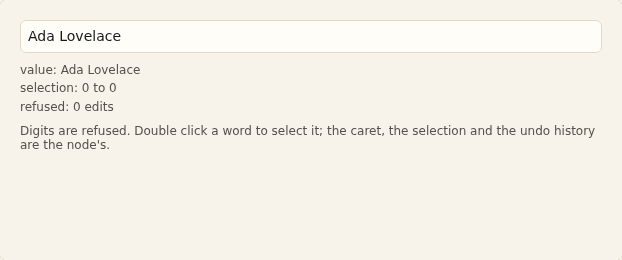 Ada Lovelace
value: Ada Lovelace
selection: 0 to 0
refused: 0 edits
Digits are refused. Double click a word to select it; the caret, the selection and the undo history
are the node's.